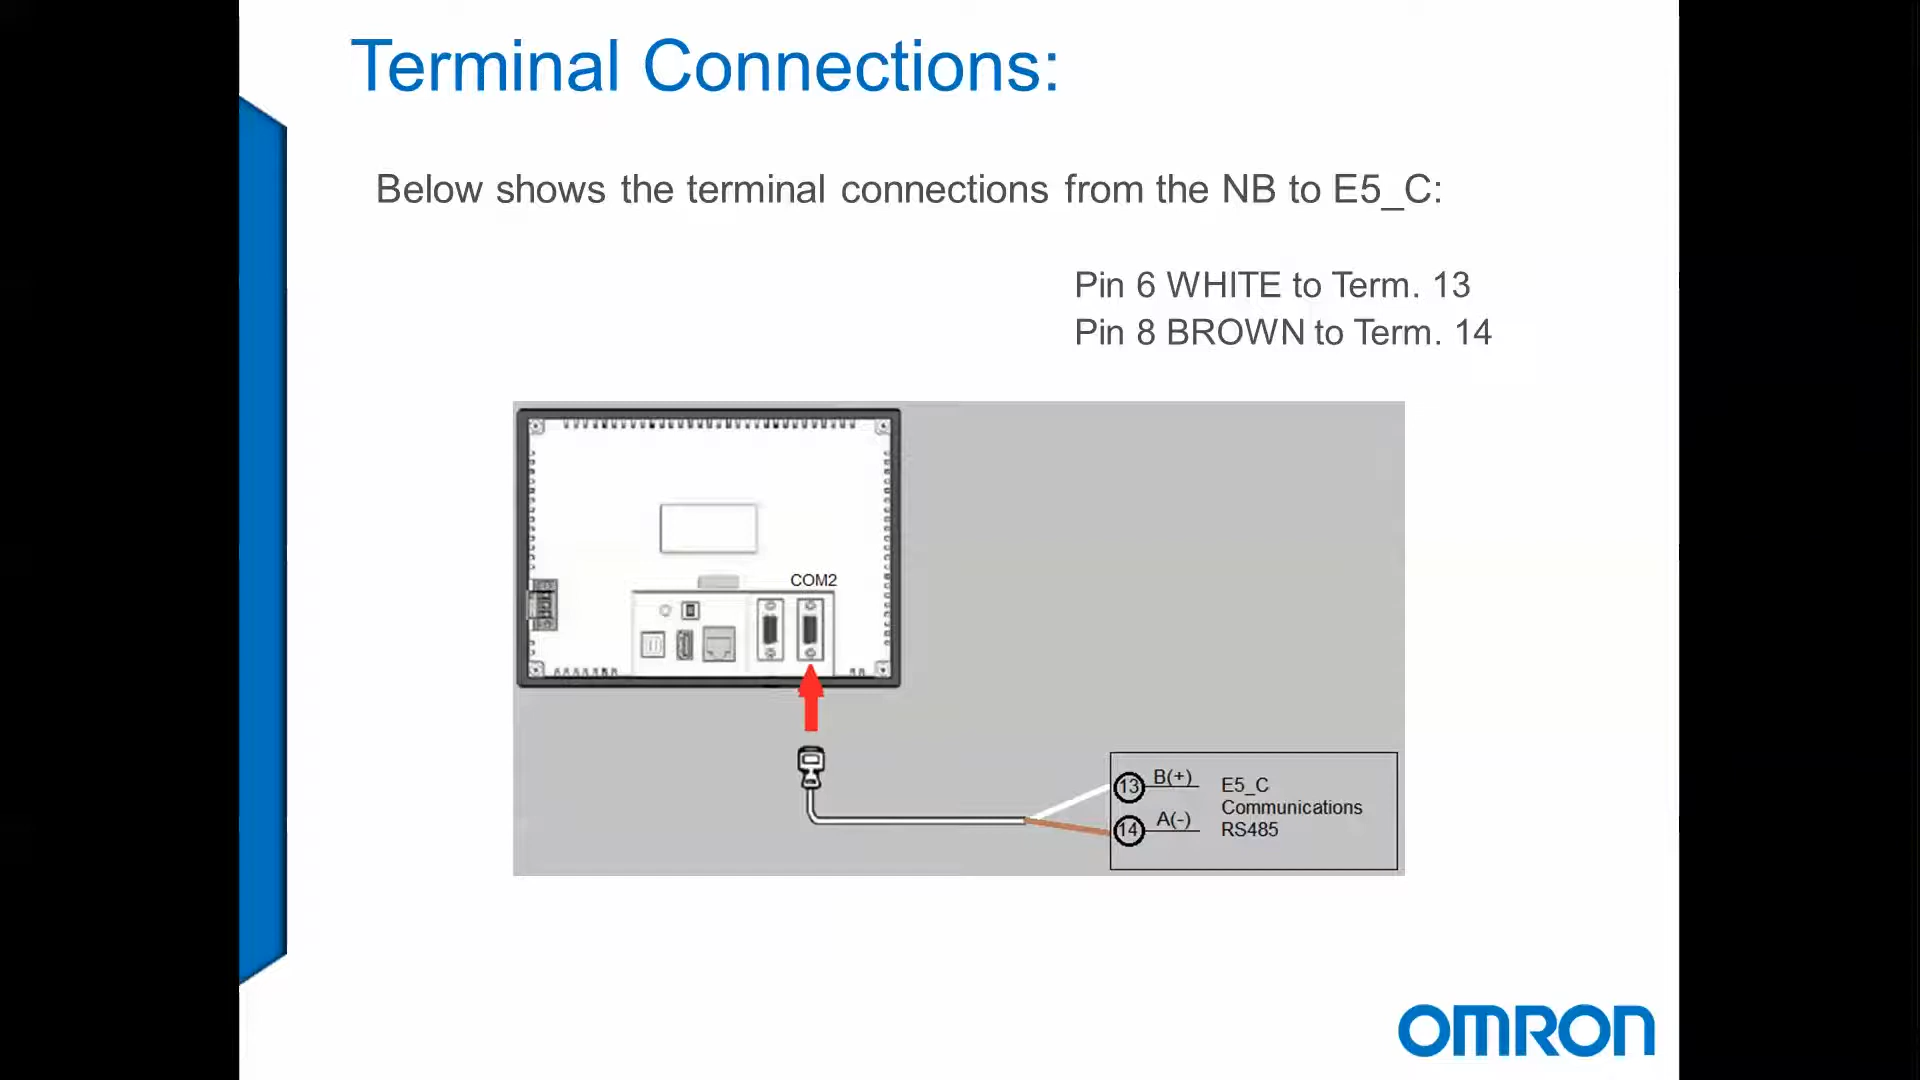 Terminal Connections:
Below shows the terminal connections from the NB to E5_C:
Pin 6 WHITE to Term. 13
Pin 8 BROWN to Term. 14
COM2
13 B(+)
14 A(-)
E5_C
Communications
RS485
OMRON